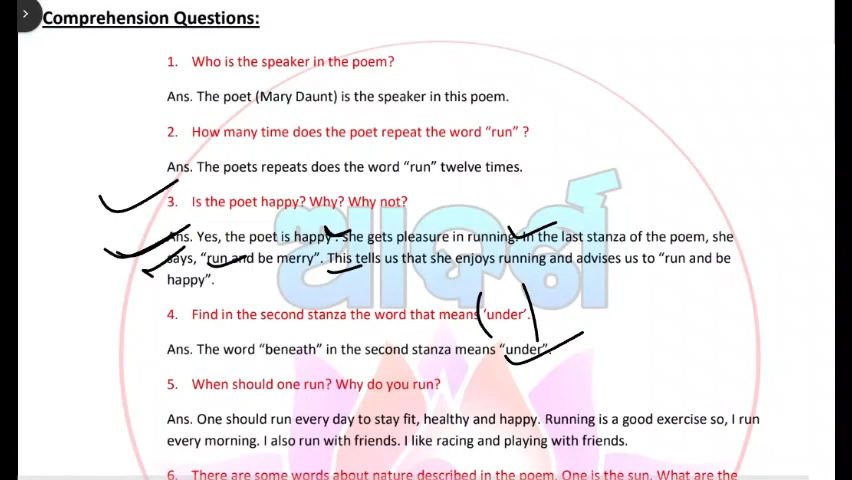 Comprehension Questions:
1. Who is the speaker in the poem?
Ans. The poet (Mary Daunt) is the speaker in this poem.
2. How many time does the poet repeat the word “run” ?
Ans. The poets repeats does the word “run” twelve times.
3. Is the poet happy? Why? Why not?
Ans. Yes, the poet is happy . She gets pleasure in running. In the last stanza of the poem, she
says, “run and be merry”. This tells us that she enjoys running and advises us to “run and be
happy”.
4. Find in the second stanza the word that means ‘under’.
Ans. The word “beneath” in the second stanza means “under”.
5. When should one run? Why do you run?
Ans. One should run every day to stay fit, healthy and happy. Running is a good exercise so, I run
every morning. I also run with friends. I like racing and playing with friends.
6. There are some words about nature described in the poem. One is the sun. What are the